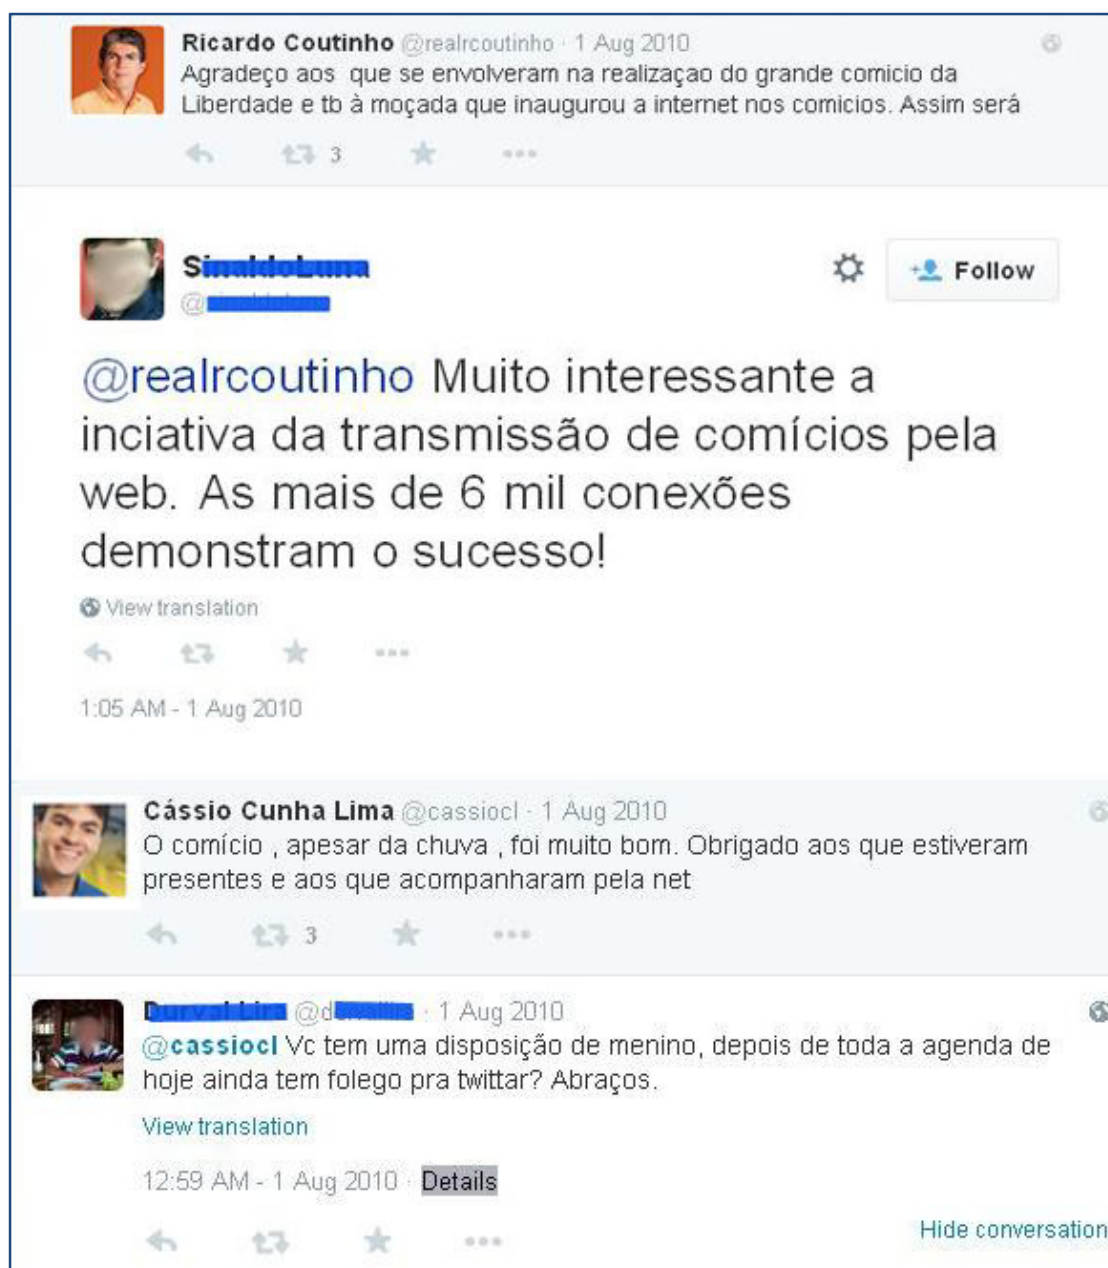 Ricardo Coutinho @realrcoutinho · 1 Aug 2010
Agradeço aos que se envolveram na realizaçao do grande comicio da
Liberdade e tb à moçada que inaugurou a internet nos comicios. Assim será
3
Follow
@realrcoutinho Muito interessante a
inciativa da transmissão de comícios pela
web. As mais de 6 mil conexões
demonstram o sucesso!
View translation
1:05 AM - 1 Aug 2010
Cássio Cunha Lima @cassiocl · 1 Aug 2010
O comício , apesar da chuva , foi muito bom. Obrigado aos que estiveram
presentes e aos que acompanharam pela net
3
· 1 Aug 2010
@cassiocl Vc tem uma disposição de menino, depois de toda a agenda de
hoje ainda tem folego pra twittar? Abraços.
View translation
12:59 AM - 1 Aug 2010 · Details
Hide conversation